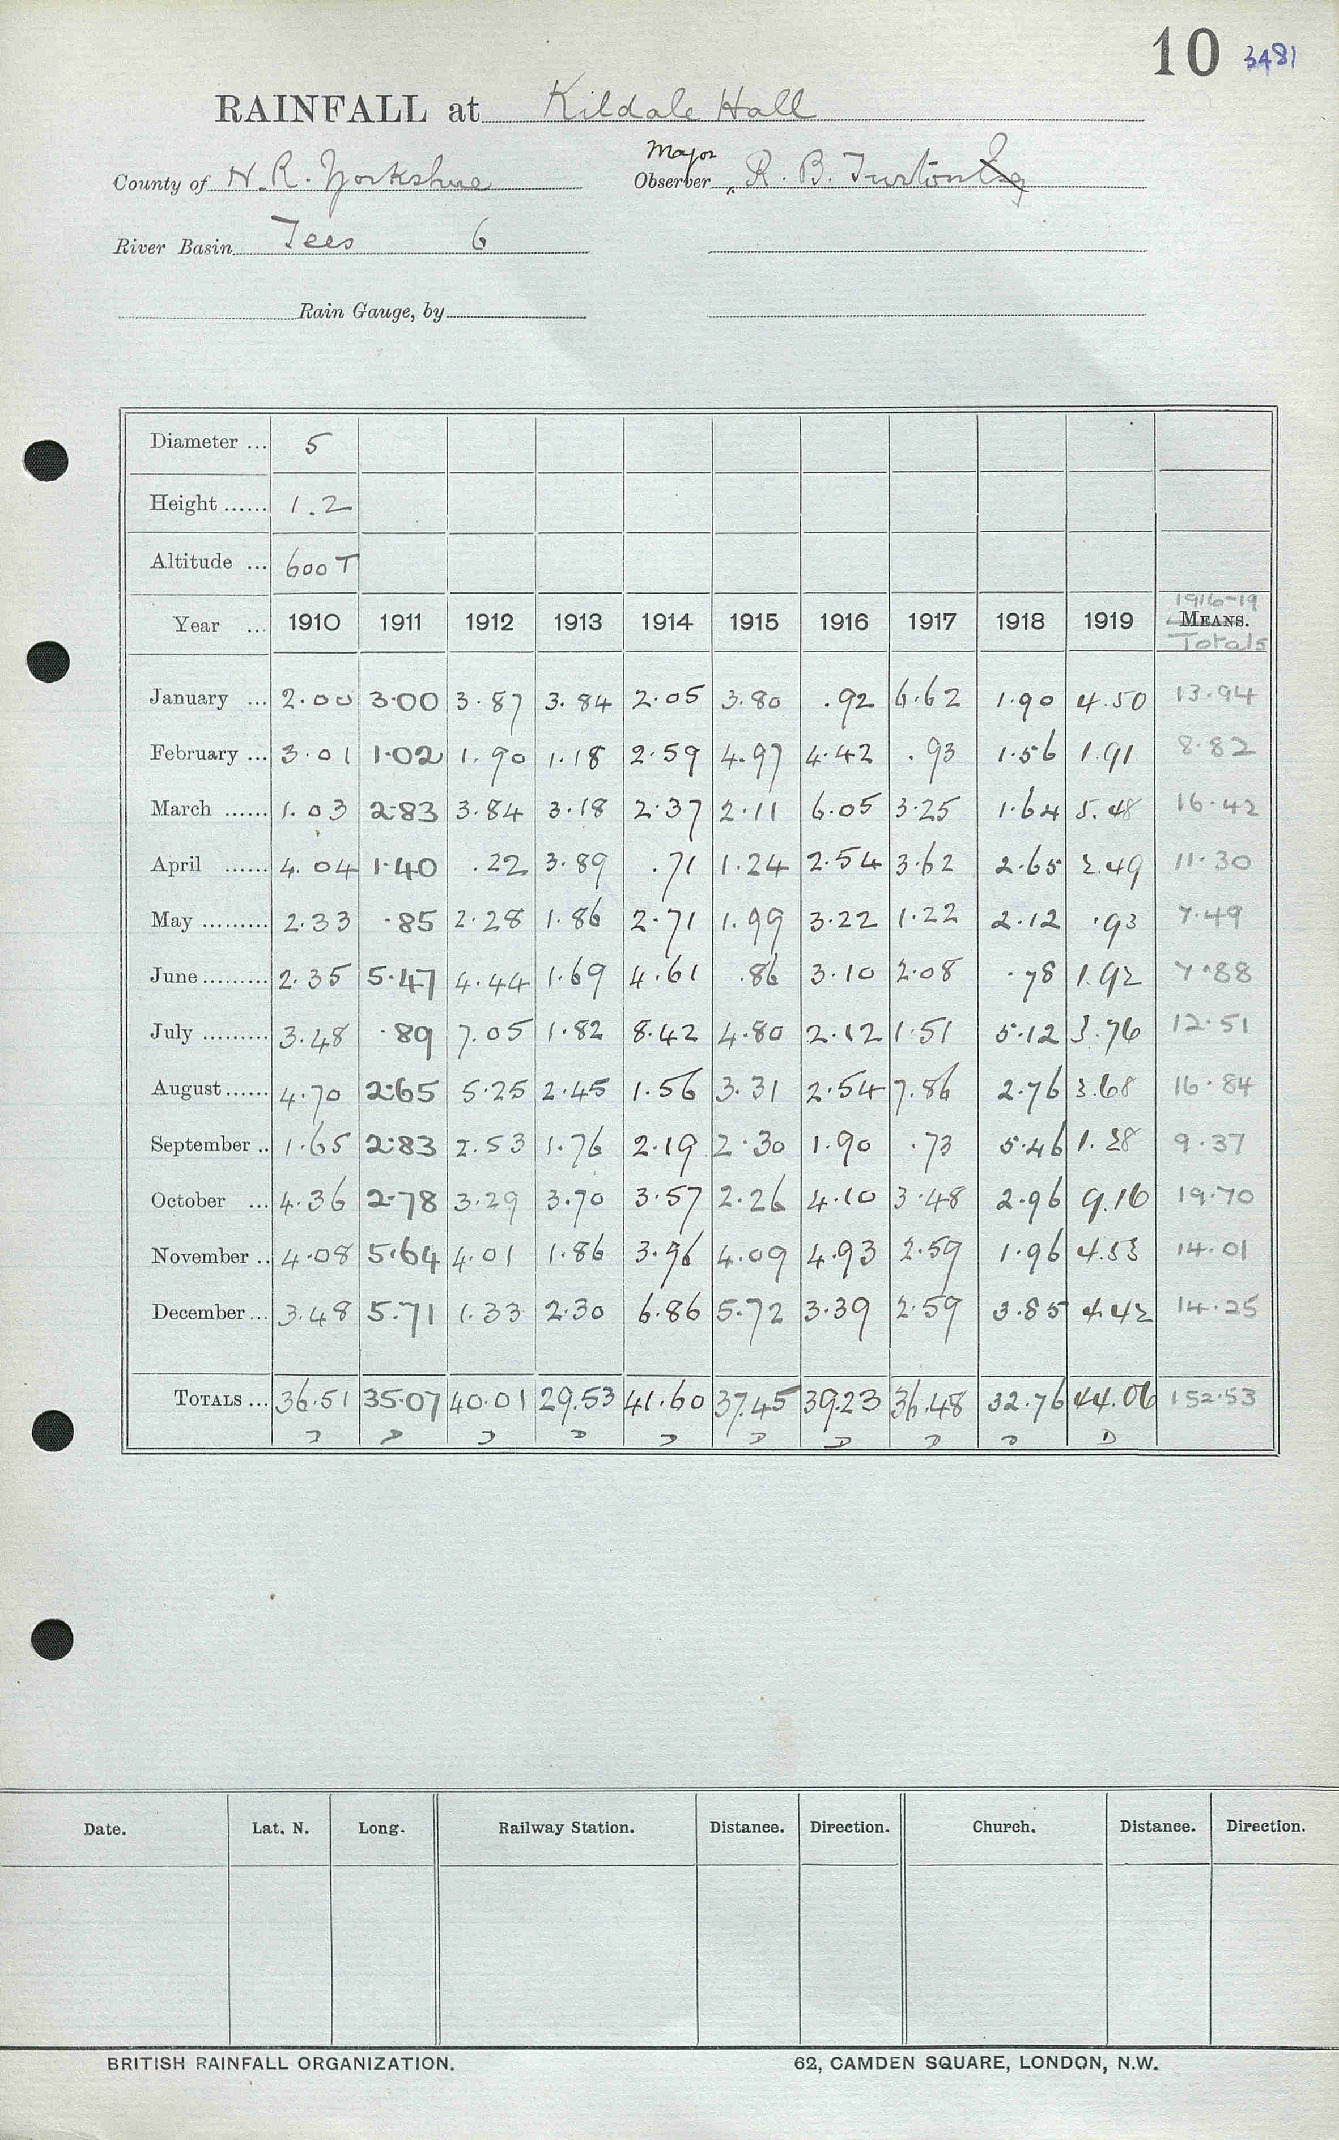 10 3481
RAINFALL at Kildale Hall
County of N. R. Yorkshire Major Observer R. B. Turton Esq
River Basin Tees 6
Rain Gauge, by
Diameter ... 5
Height ...... 1.2
Altitude ... 600 T
Year ... 1910 1911 1912 1913 1914 1915 1916 1917 1918 1919 1916-19 MEANS. Totals
January ... 2.00 3.00 3.87 3.84 2.05 3.80 .92 6.62 1.90 4.50 13.94
February ... 3.01 1.02 1.90 1.18 2.59 4.97 4.42 .93 1.56 1.91 8.82
March ...... 1.03 2.83 3.84 3.18 2.37 2.11 6.05 3.25 1.64 5.48 16.42
April ...... 4.04 1.40 .22 3.89 .71 1.24 2.54 3.62 2.65 2.49 11.30
May ......... 2.33 .85 2.28 1.86 2.71 1.99 3.22 1.22 2.12 .93 7.49
June ......... 2.35 5.47 4.44 1.69 4.61 .86 3.10 2.08 .78 1.92 7.88
July ......... 3.48 .89 7.05 1.82 8.42 4.80 2.12 1.51 5.12 3.76 12.51
August ...... 4.70 2.65 5.25 2.45 1.56 3.31 2.54 7.86 2.76 3.68 16.84
September .. 1.65 2.83 2.53 1.76 2.19 2.30 1.90 .73 5.46 1.28 9.37
October ... 4.36 2.78 3.29 3.70 3.57 2.26 4.10 3.48 2.96 9.16 19.70
November .. 4.08 5.64 4.01 1.86 3.96 4.09 4.93 2.59 1.96 4.53 14.01
December ... 3.48 5.71 1.33 2.30 6.86 5.72 3.39 2.59 3.85 4.42 14.25
TOTALS ... 36.51 35.07 40.01 29.53 41.60 37.45 39.23 36.48 32.76 44.06 152.53
D D D D D D D D D D
Date. Lat. N. Long. Railway Station. Distance. Direction. Church. Distance. Direction.
BRITISH RAINFALL ORGANIZATION. 62, CAMDEN SQUARE, LONDON, N.W.